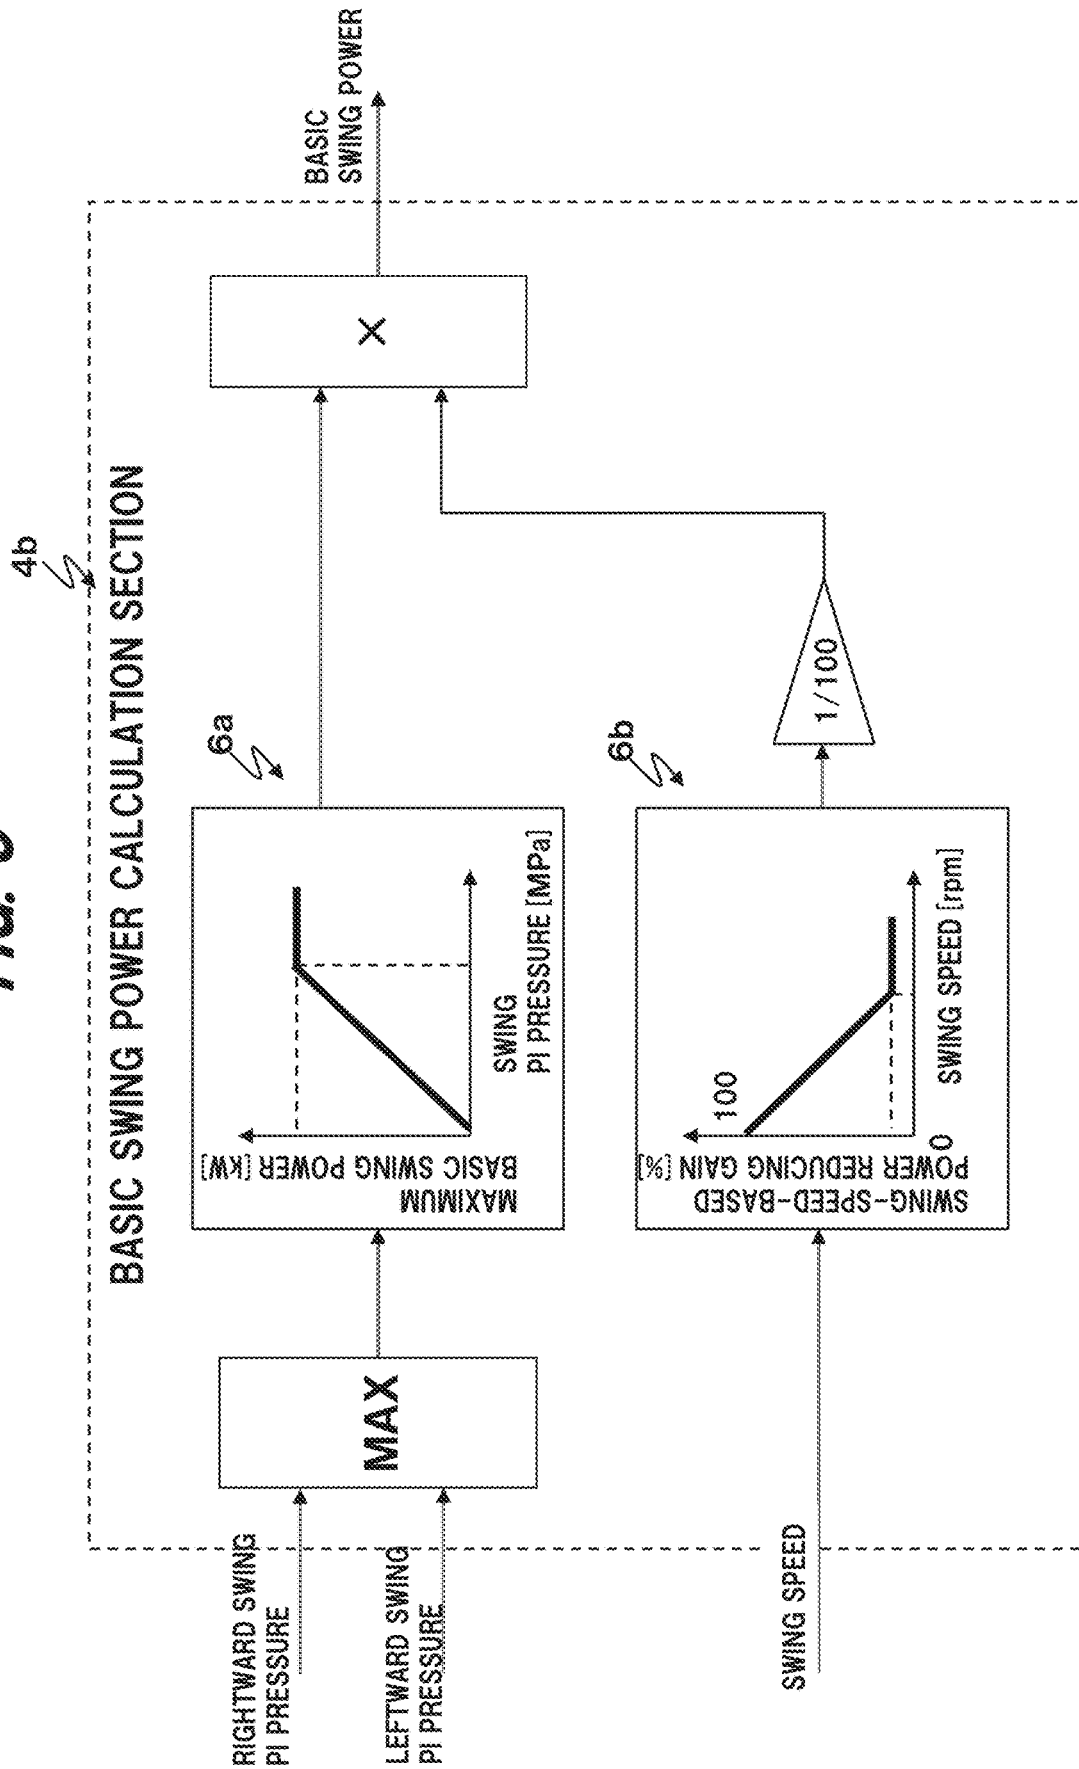 4b
BASIC SWING POWER CALCULATION SECTION
RIGHTWARD SWING
PI PRESSURE
LEFTWARD SWING
PI PRESSURE
MAX
6a
MAXIMUM
BASIC SWING POWER [kW]
SWING
PI PRESSURE [MPa]
X
BASIC
SWING POWER
SWING SPEED
6b
SWING-SPEED-BASED
POWER REDUCING GAIN [%]
100
0
SWING SPEED [rpm]
1/100